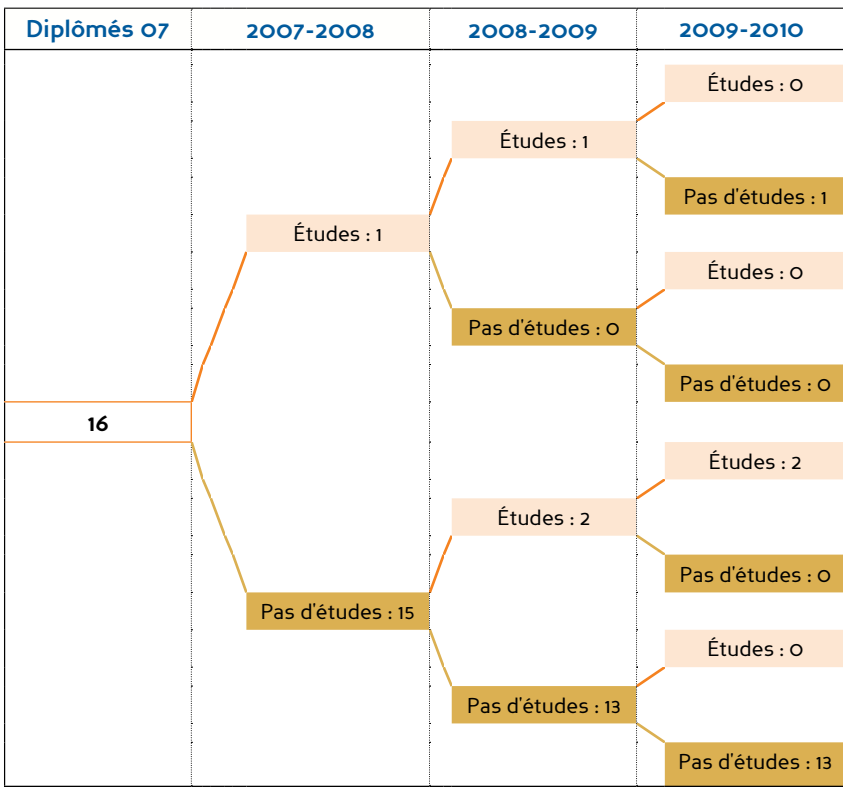 Diplômés 07 2007-2008 2008-2009 2009-2010
Études : 0
Études : 1
Pas d'études : 1
Études : 1
Études : 0
Pas d'études : 0
Pas d'études : 0
16
Études : 2
Études : 2
Pas d'études : 0
Pas d'études : 15
Études : 0
Pas d'études : 13
Pas d'études : 13